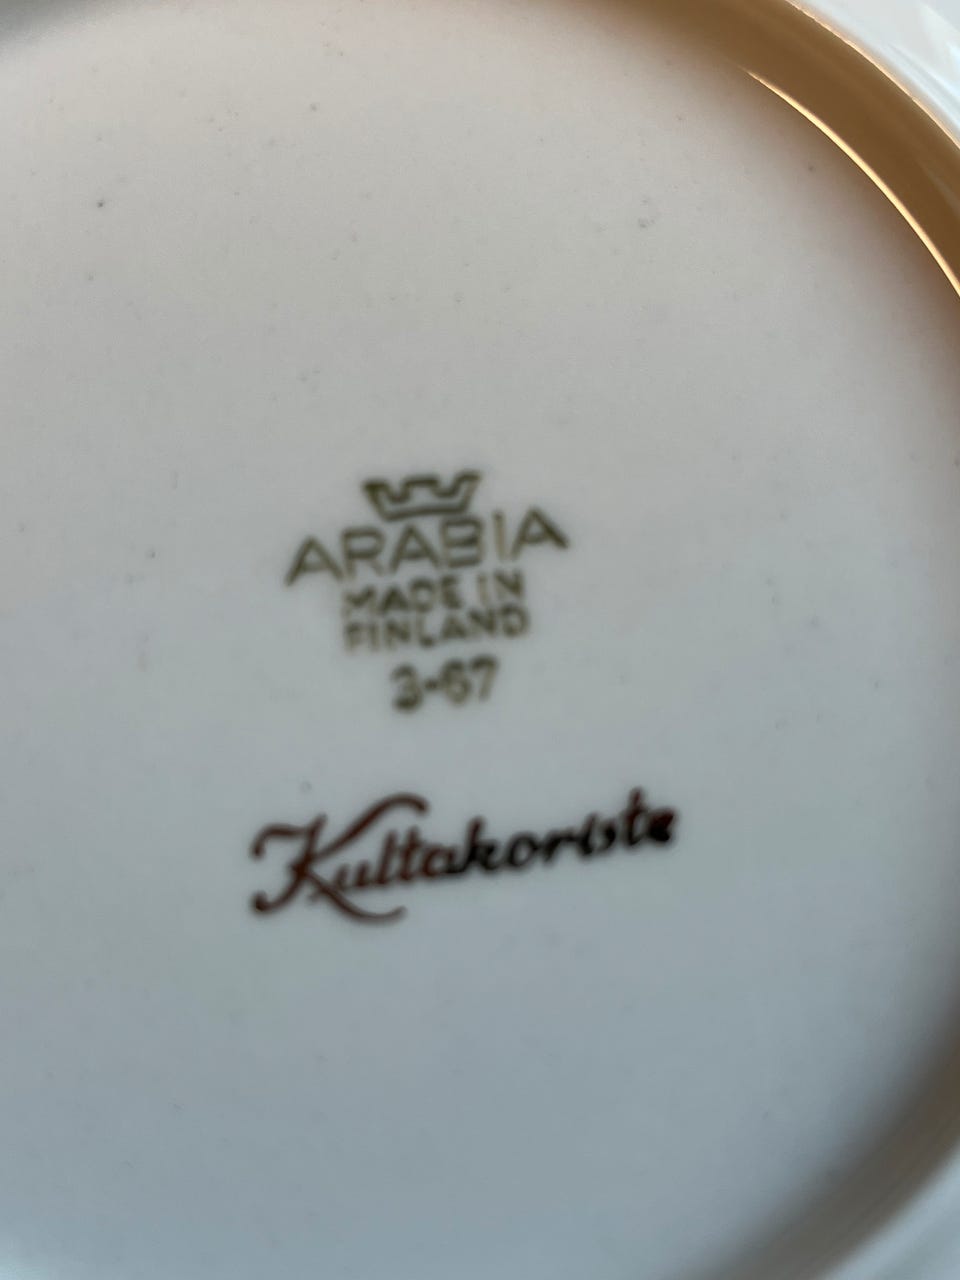 ARABIA
MADE IN
FINLAND
3-67
Kultakoriste